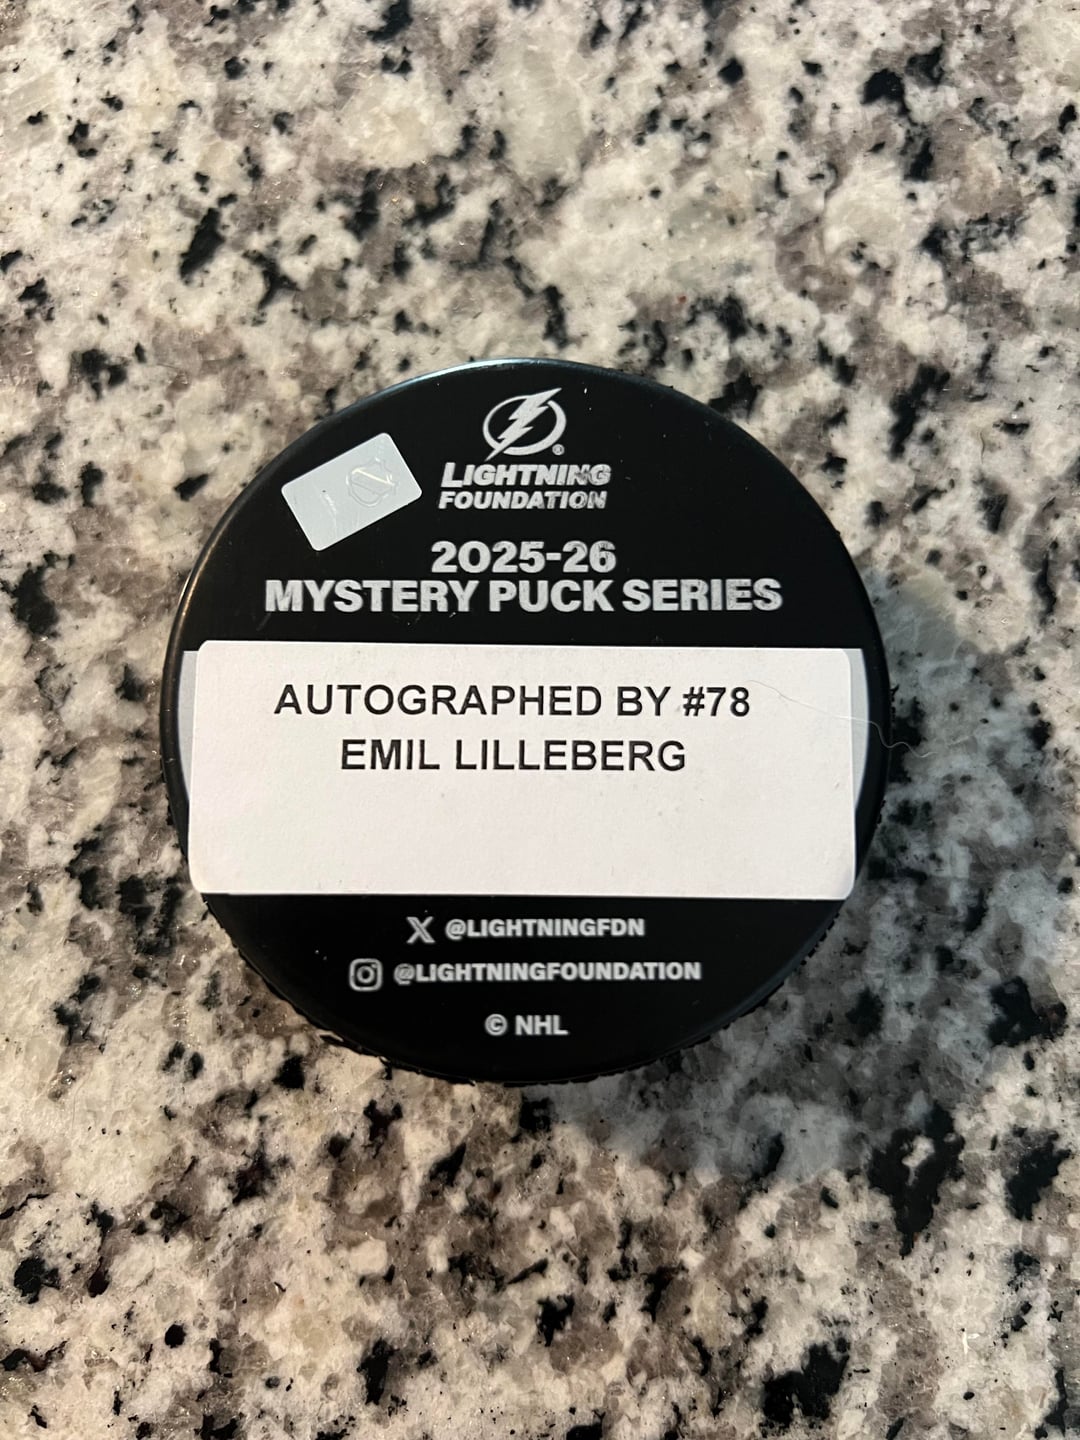 LIGHTNING
FOUNDATION
2025-26
MYSTERY PUCK SERIES
AUTOGRAPHED BY #78
EMIL LILLEBERG
X @LIGHTNINGFDN
@LIGHTNINGFOUNDATION
© NHL